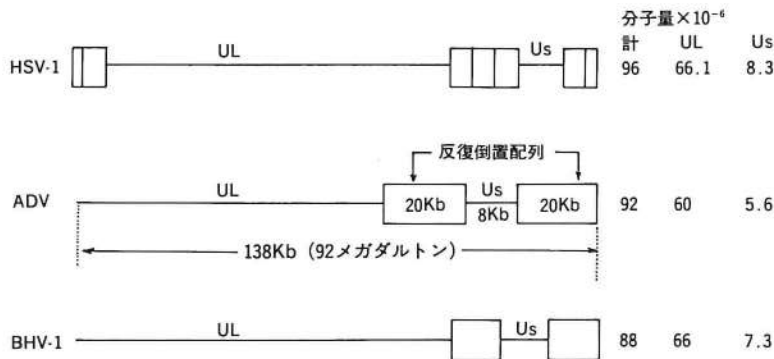 分子量×10⁻⁶
計 UL Us
HSV-1 UL Us 96 66.1 8.3
反復倒置配列
ADV UL 20Kb Us 8Kb 20Kb 92 60 5.6
138Kb (92メガダルトン)
BHV-1 UL Us 88 66 7.3